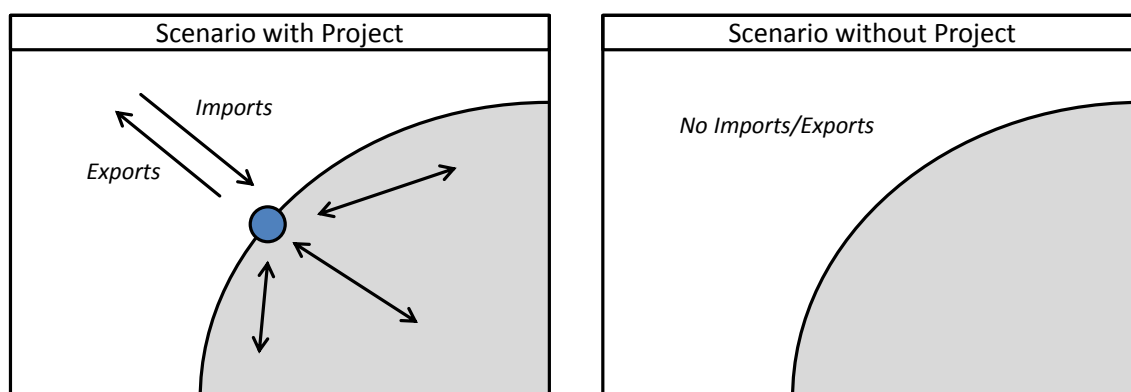 Scenario with Project
Imports
Exports
Scenario without Project
No Imports/Exports